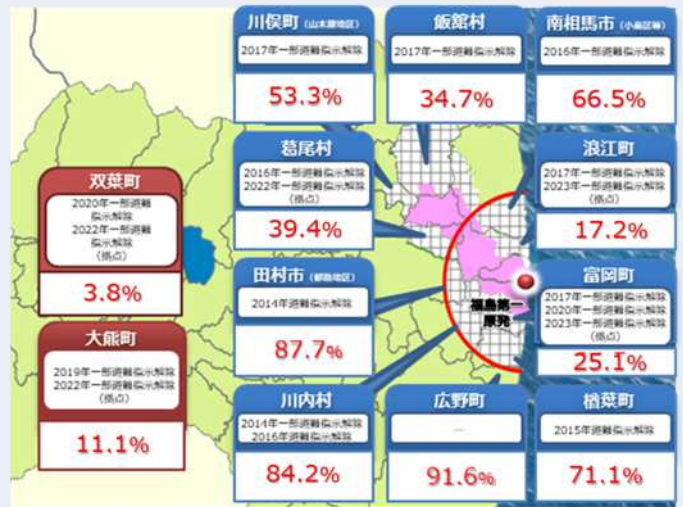 川俣町（山木屋地区）
2017年一部避難指示解除
53.3%
飯舘村
2017年一部避難指示解除
34.7%
南相馬市（小高区等）
2016年一部避難指示解除
66.5%
葛尾村
2016年一部避難指示解除
2022年一部避難指示解除
（拠点）
39.4%
浪江町
2017年一部避難指示解除
2023年一部避難指示解除
（拠点）
17.2%
双葉町
2020年一部避難
指示解除
2022年一部避難
指示解除
（拠点）
3.8%
田村市（都路地区）
2014年避難指示解除
87.7%
福島第一
原発
富岡町
2017年一部避難指示解除
2020年一部避難指示解除
2023年一部避難指示解除
（拠点）
25.1%
大熊町
2019年一部避難指示解除
2022年一部避難指示解除
（拠点）
11.1%
川内村
2014年一部避難指示解除
2016年避難指示解除
84.2%
広野町
―
91.6%
楢葉町
2015年避難指示解除
71.1%